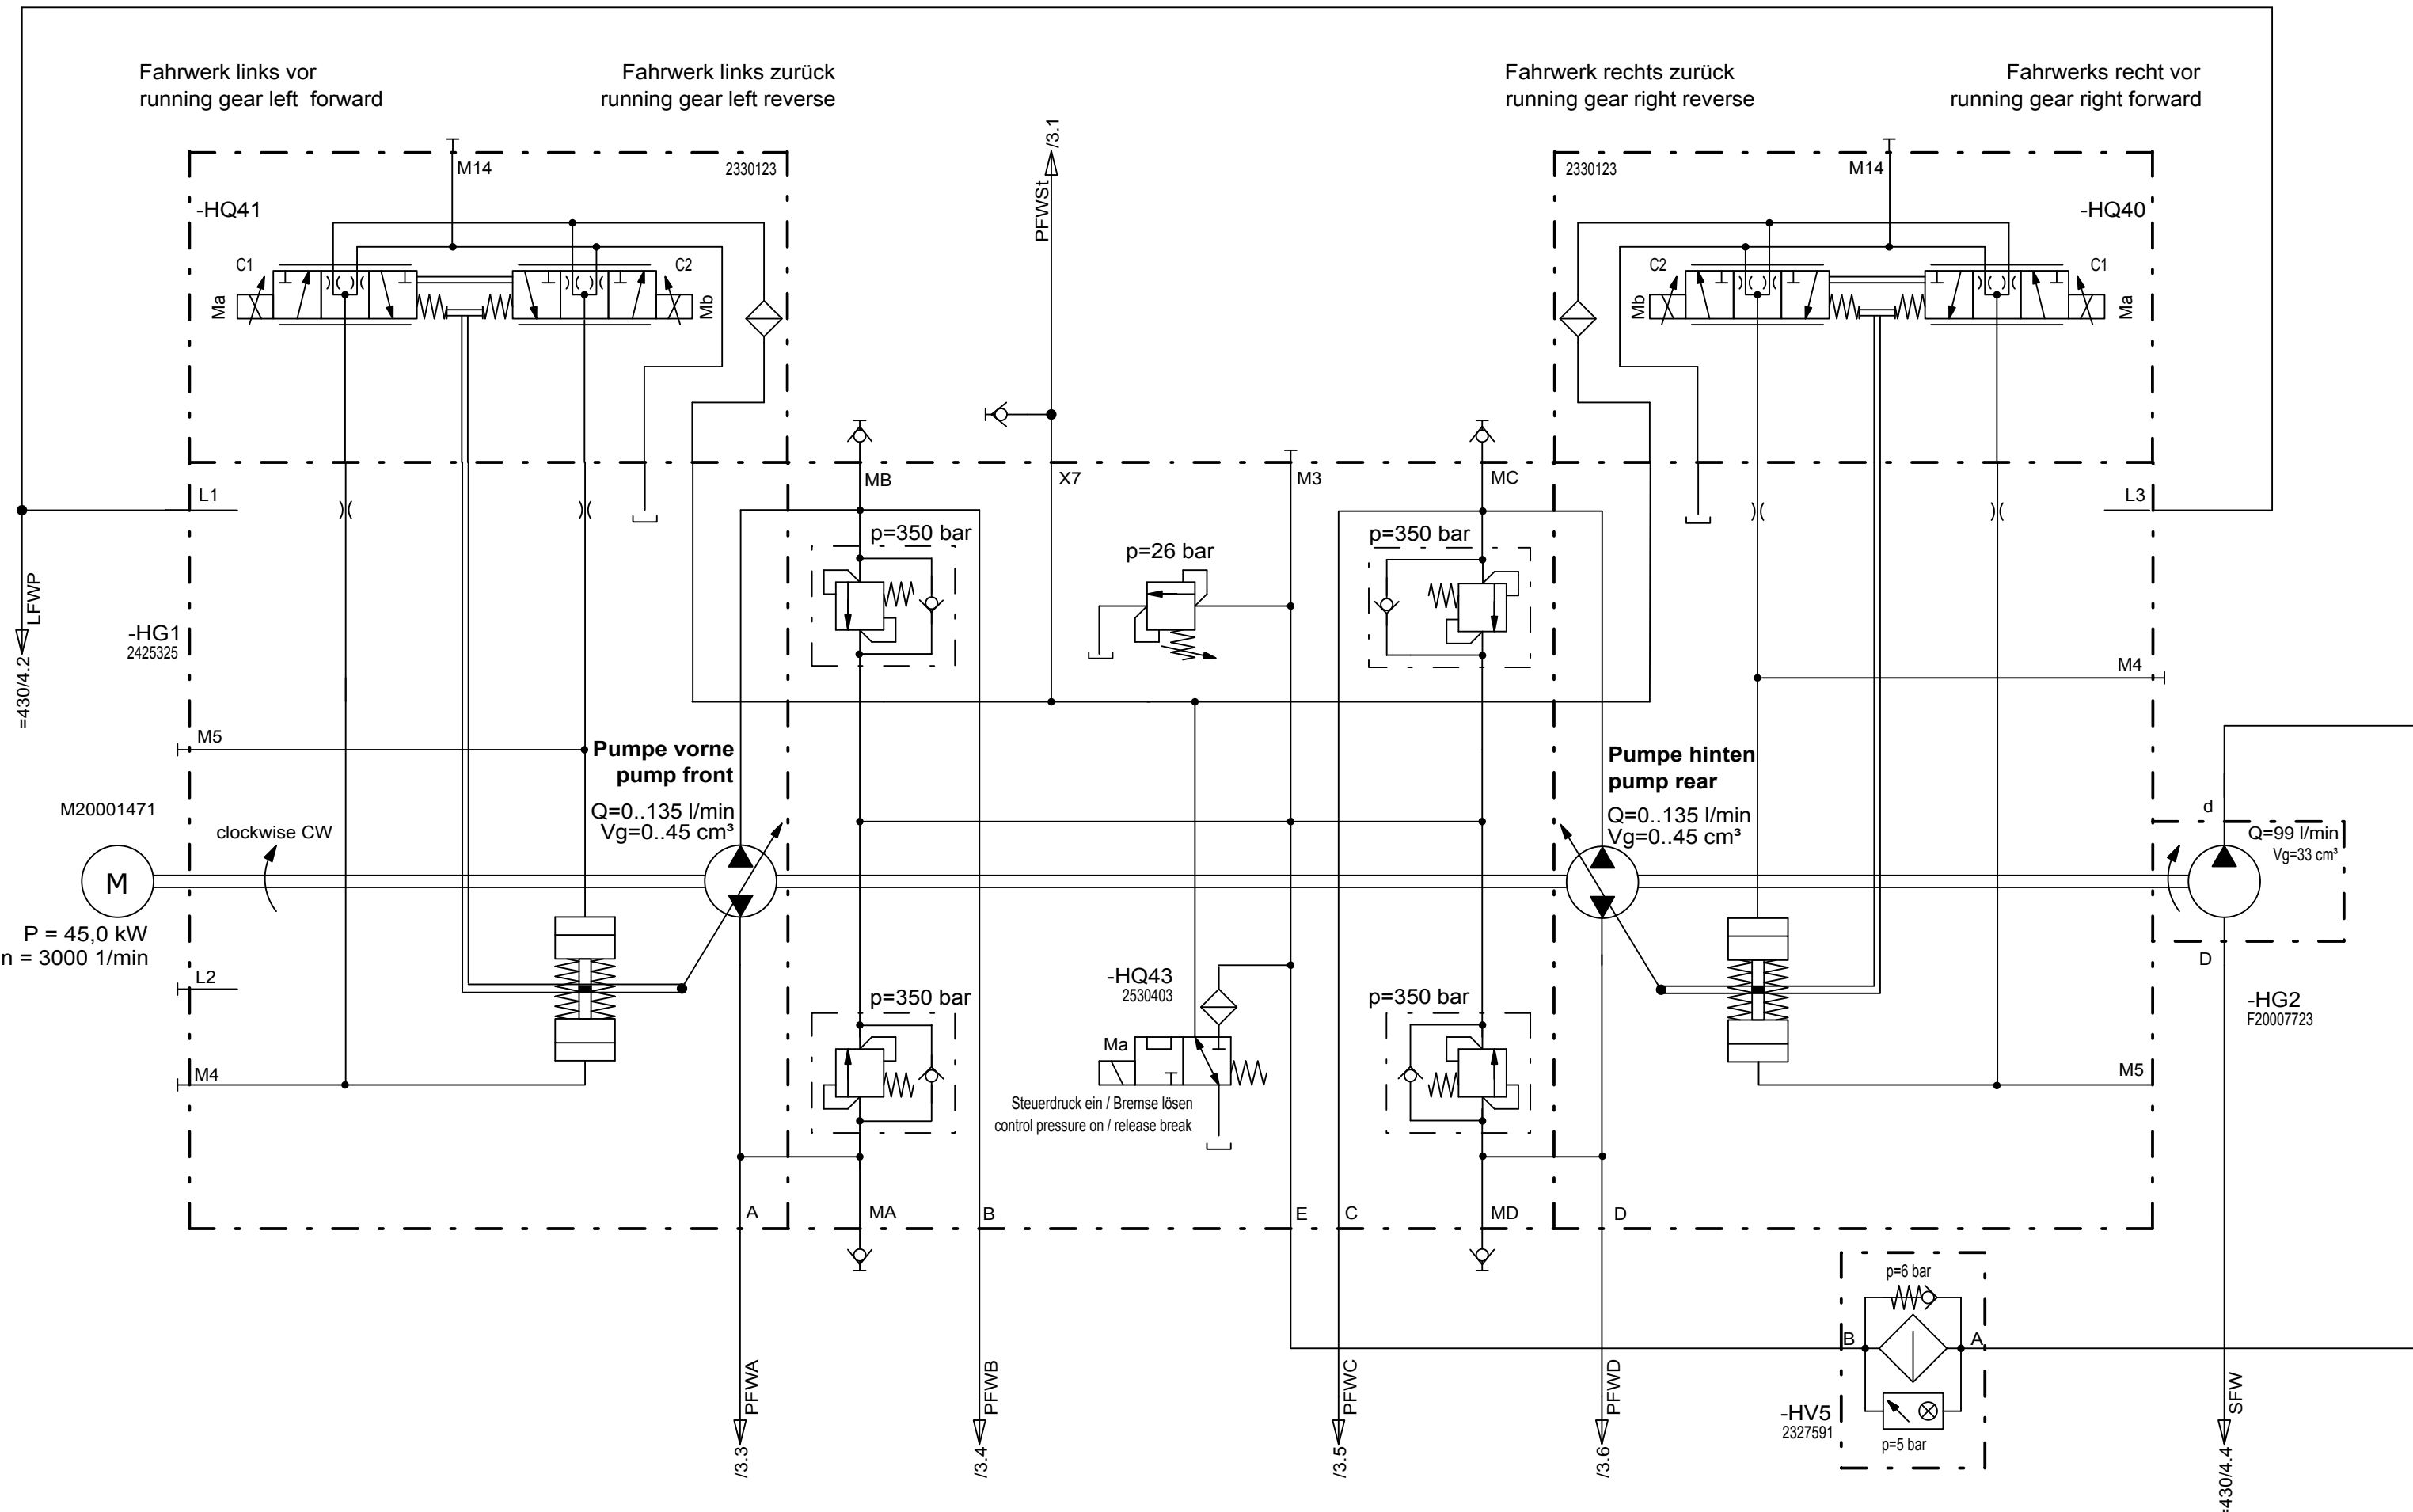 Fahrwerk links vor
running gear left  forward
Fahrwerk links zurück
running gear left reverse
Fahrwerk rechts zurück
running gear right reverse
Fahrwerks recht vor
running gear right forward
/3.1
PFWSt
M14
2330123
-HQ41
C1
C2
Ma
Mb
2330123
M14
-HQ40
C2
C1
Mb
Ma
L1
MB
X7
M3
MC
L3
p=350 bar
p=26 bar
p=350 bar
LFWP
=430/4.2
-HG1
2425325
M4
M5
Pumpe vorne
pump front
Q=0..135 l/min
Vg=0..45 cm³
Pumpe hinten
pump rear
Q=0..135 l/min
Vg=0..45 cm³
M20001471
clockwise CW
M
P = 45,0 kW
n = 3000 1/min
d
Q=99 l/min
Vg=33 cm³
D
-HG2
F20007723
L2
M4
p=350 bar
-HQ43
2530403
Ma
Steuerdruck ein / Bremse lösen
control pressure on / release break
p=350 bar
M5
A
MA
B
E
C
MD
D
p=6 bar
B
A
-HV5
2327591
p=5 bar
PFWA
/3.3
PFWB
/3.4
PFWC
/3.5
PFWD
/3.6
SFW
=430/4.4